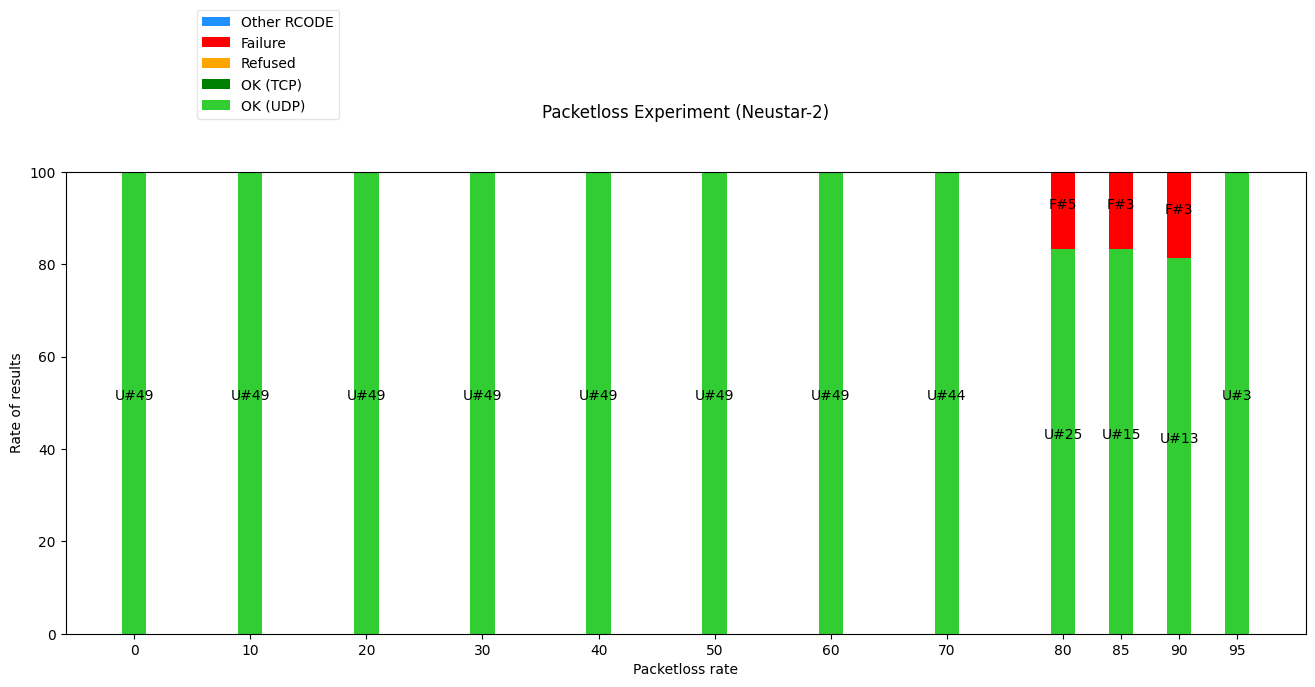 Other RCODE
Failure
Refused
OK (TCP)
OK (UDP)
Packetloss Experiment (Neustar-2)
Rate of results
100
80
60
40
20
0
F#5 F#3 F#3
U#49 U#49 U#49 U#49 U#49 U#49 U#49 U#44 U#3
U#25 U#15 U#13
0 10 20 30 40 50 60 70 80 85 90 95
Packetloss rate